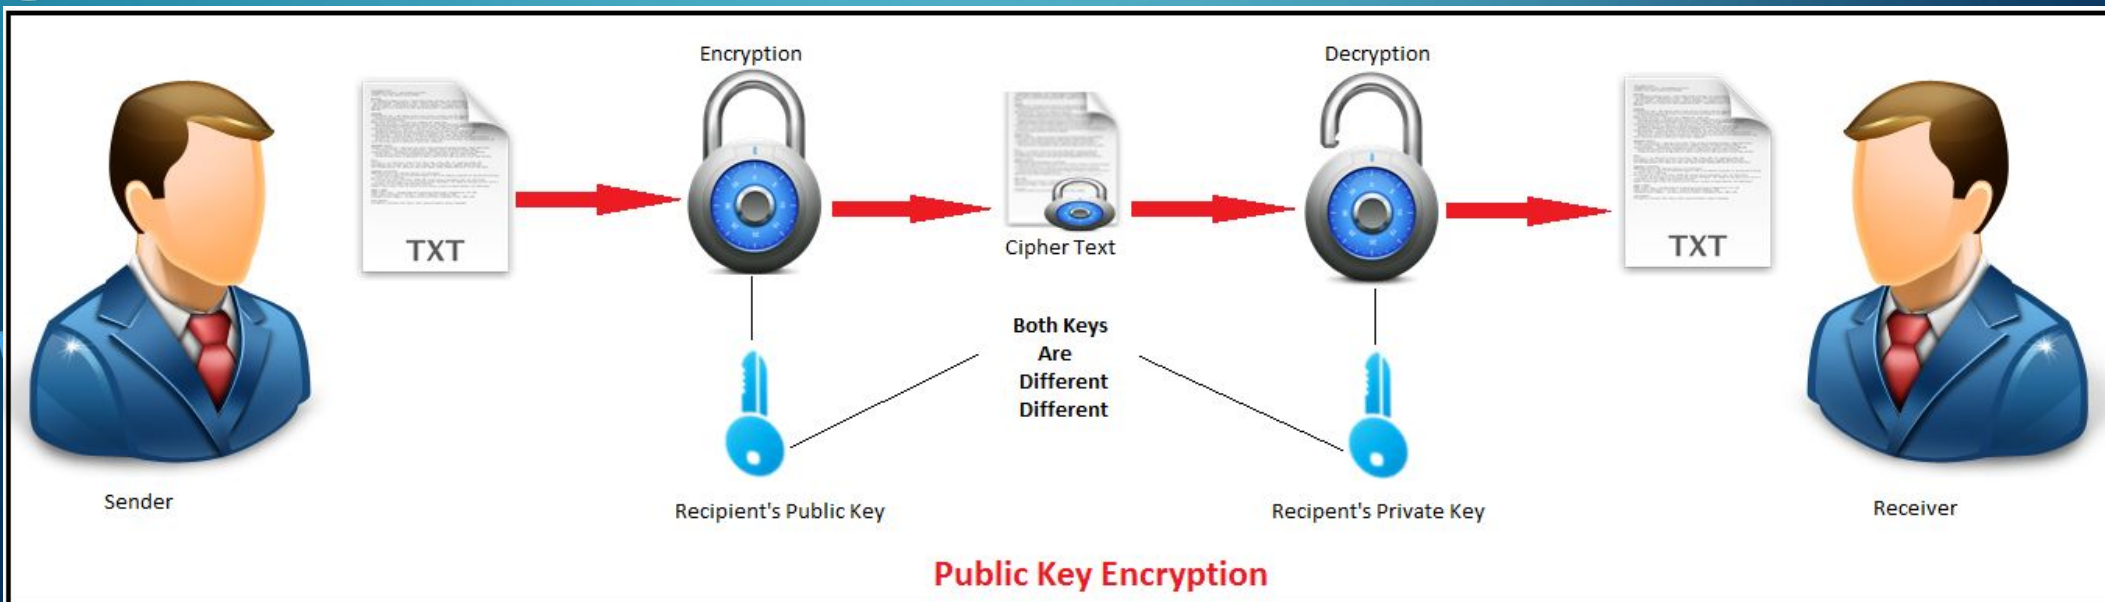 Encryption
Decryption
TXT
Cipher Text
TXT
Both Keys
Are
Different
Different
Sender
Recipient's Public Key
Recipent's Private Key
Receiver
Public Key Encryption